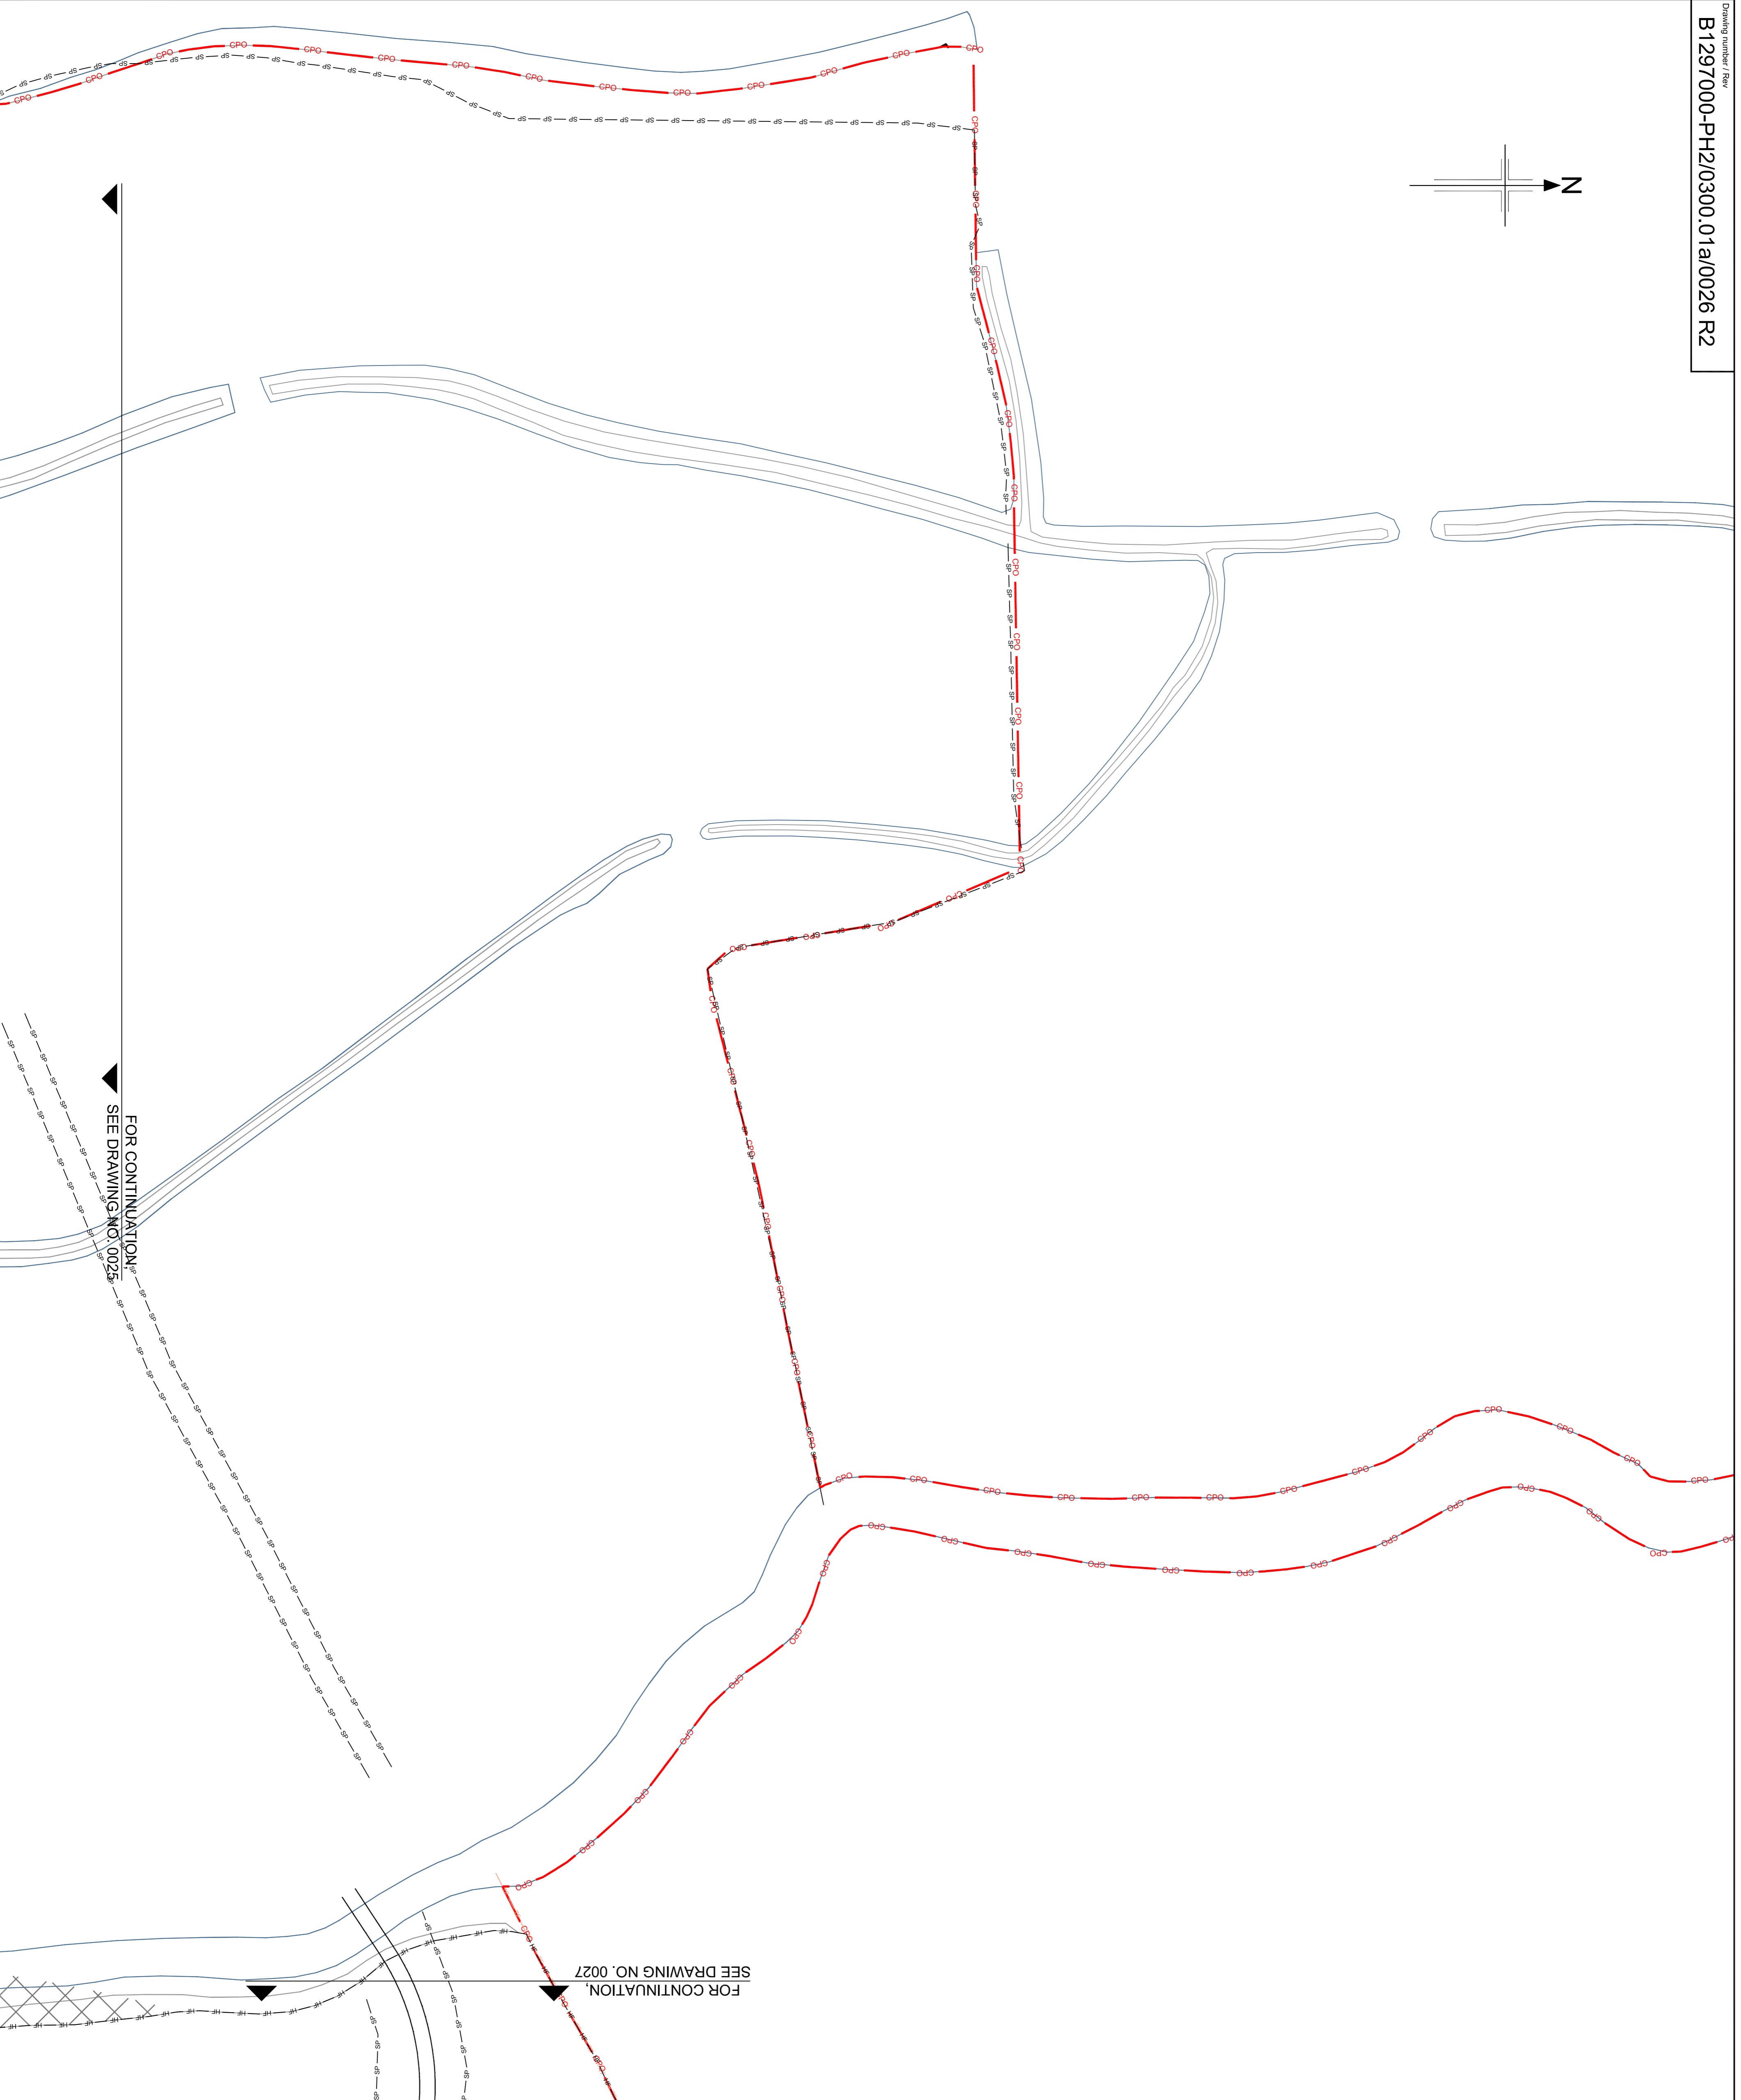 Drawing number / Rev
B1297000-PH2/0300.01a/0026 R2
N
FOR CONTINUATION,
SEE DRAWING NO. 0025
FOR CONTINUATION,
SEE DRAWING NO. 0027
CPO
SP
HF